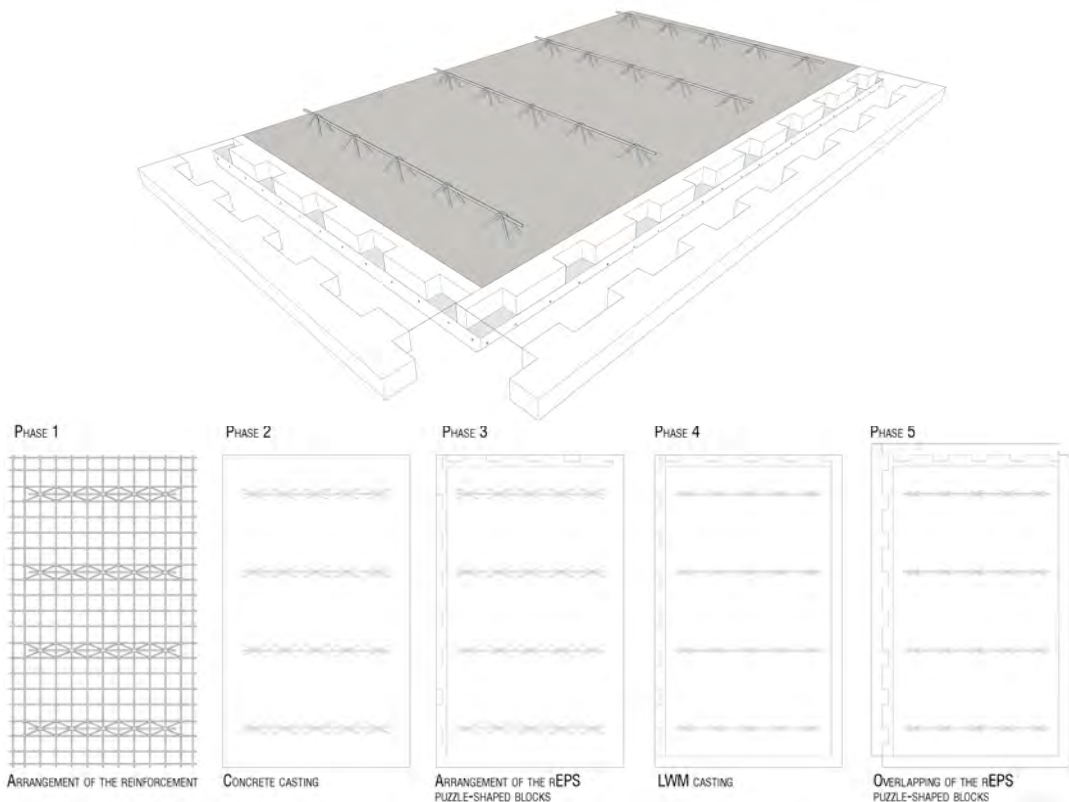 PHASE 1
PHASE 2
PHASE 3
PHASE 4
PHASE 5
ARRANGEMENT OF THE REINFORCEMENT
CONCRETE CASTING
ARRANGEMENT OF THE rEPS
PUZZLE-SHAPED BLOCKS
LWM CASTING
OVERLAPPING OF THE rEPS
PUZZLE-SHAPED BLOCKS